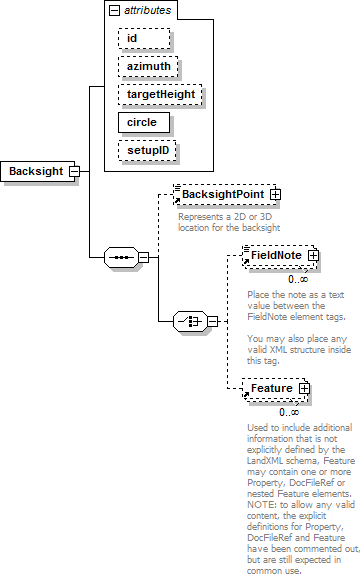 attributes
id
azimuth
targetHeight
circle
setupID
Backsight
BacksightPoint
Represents a 2D or 3D
location for the backsight
FieldNote
0..∞
Place the note as a text
value between the
FieldNote element tags.
You may also place any
valid XML structure inside
this tag.
Feature
0..∞
Used to include additional
information that is not
explicitly defined by the
LandXML schema, Feature
may contain one or more
Property, DocFileRef or
nested Feature elements.
NOTE: to allow any valid
content, the explicit
definitions for Property,
DocFileRef and Feature
have been commented out,
but are still expected in
common use.